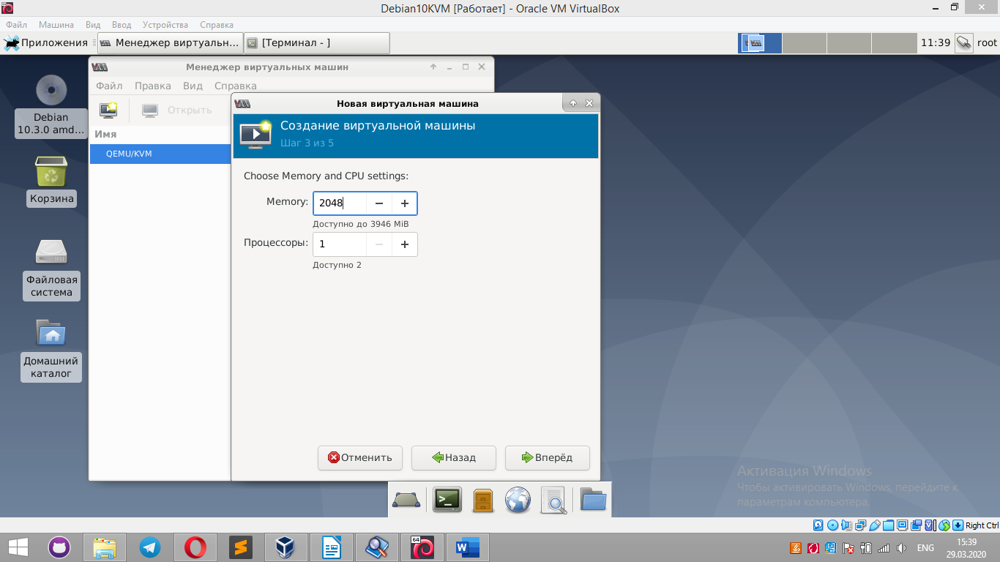 Debian10KVM [Работает] - Oracle VM VirtualBox
Файл Машина Вид Ввод Устройства Справка
Приложения Менеджер виртуальн... [Терминал - ] 11:39 root
Менеджер виртуальных машин
Файл Правка Вид Справка
Открыть
Имя
QEMU/KVM
Debian
10.3.0 amd...
Корзина
Файловая
система
Домашний
каталог
Новая виртуальная машина
Создание виртуальной машины
Шаг 3 из 5
Choose Memory and CPU settings:
Memory: 2048
Доступно до 3946 MiB
Процессоры: 1
Доступно 2
Отменить Назад Вперёд
Активация Windows
Чтобы активировать Windows, перейдите к
параметрам компьютера.
Right Ctrl
64
ENG
15:39
29.03.2020